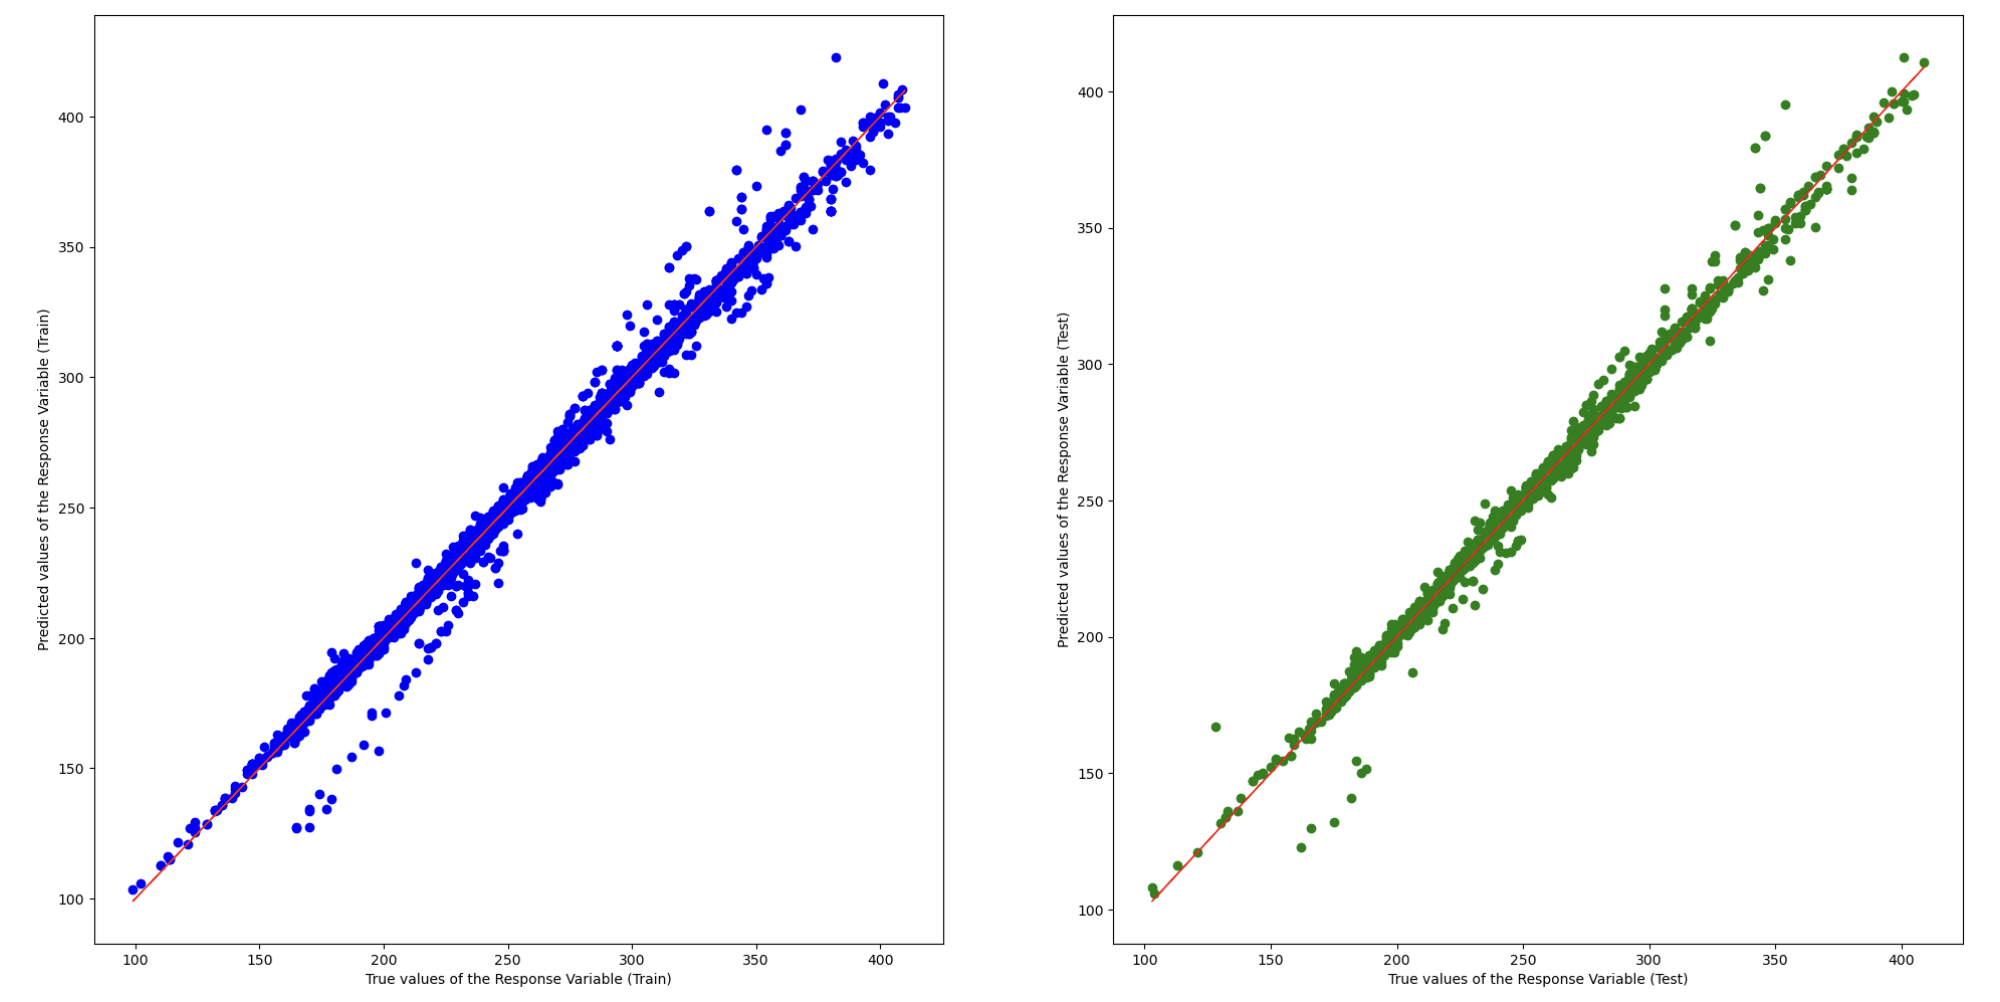 Predicted values of the Response Variable (Train)
400
350
300
250
200
150
100
100 150 200 250 300 350 400
True values of the Response Variable (Train)
Predicted values of the Response Variable (Test)
400
350
300
250
200
150
100
100 150 200 250 300 350 400
True values of the Response Variable (Test)